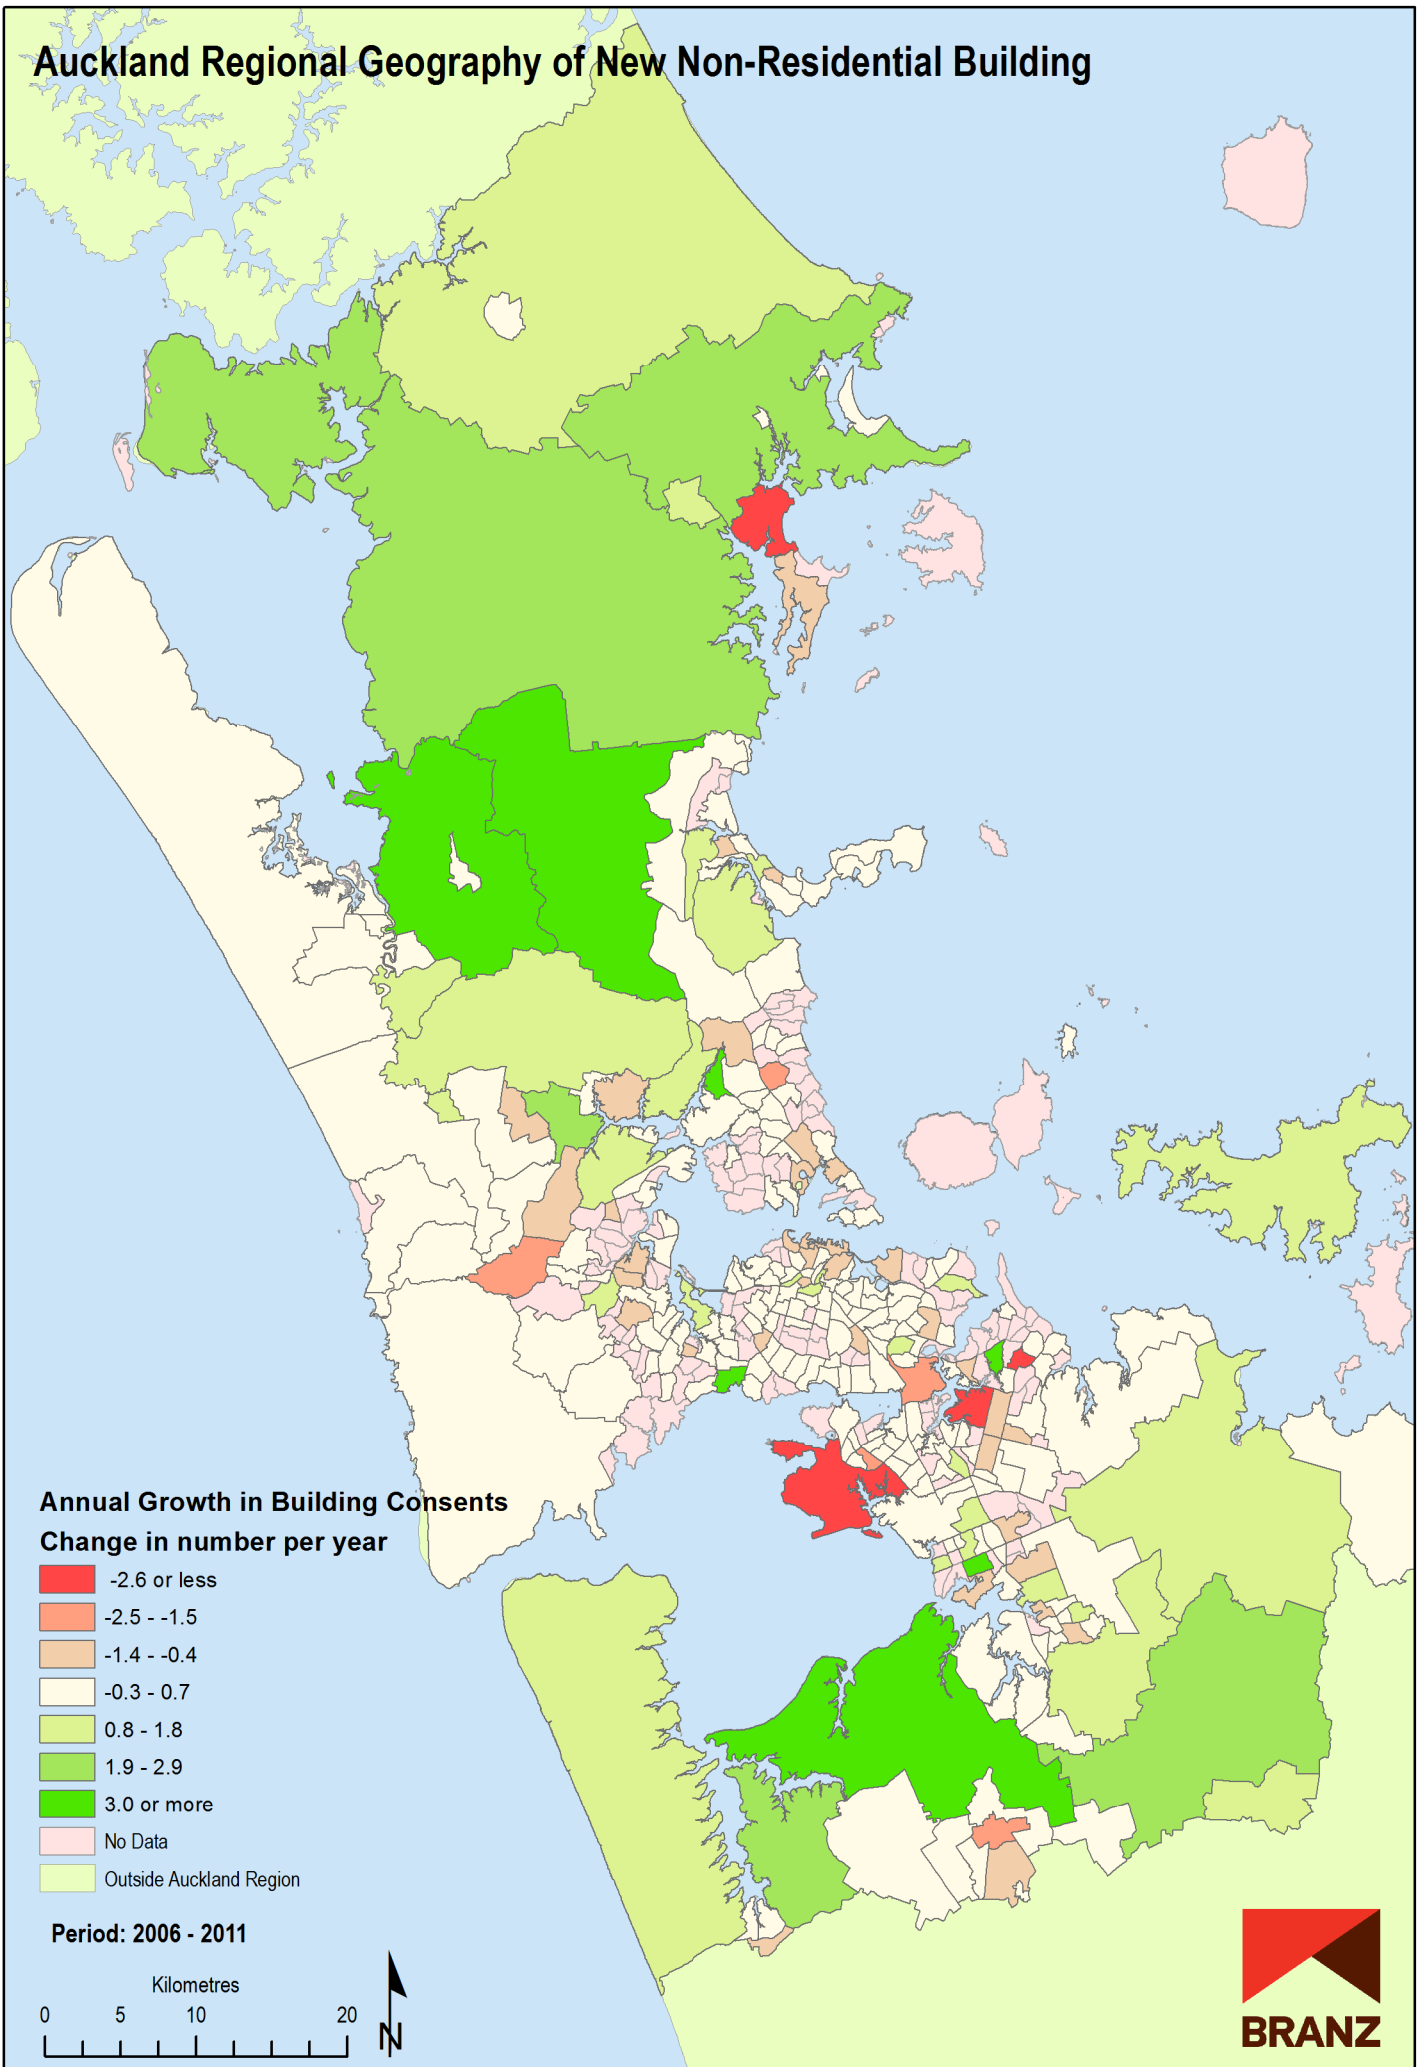 Auckland Regional Geography of New Non-Residential Building
Annual Growth in Building Consents
Change in number per year
-2.6 or less
-2.5 - -1.5
-1.4 - -0.4
-0.3 - 0.7
0.8 - 1.8
1.9 - 2.9
3.0 or more
No Data
Outside Auckland Region
Period: 2006 - 2011
Kilometres
0 5 10 20
N
BRANZ